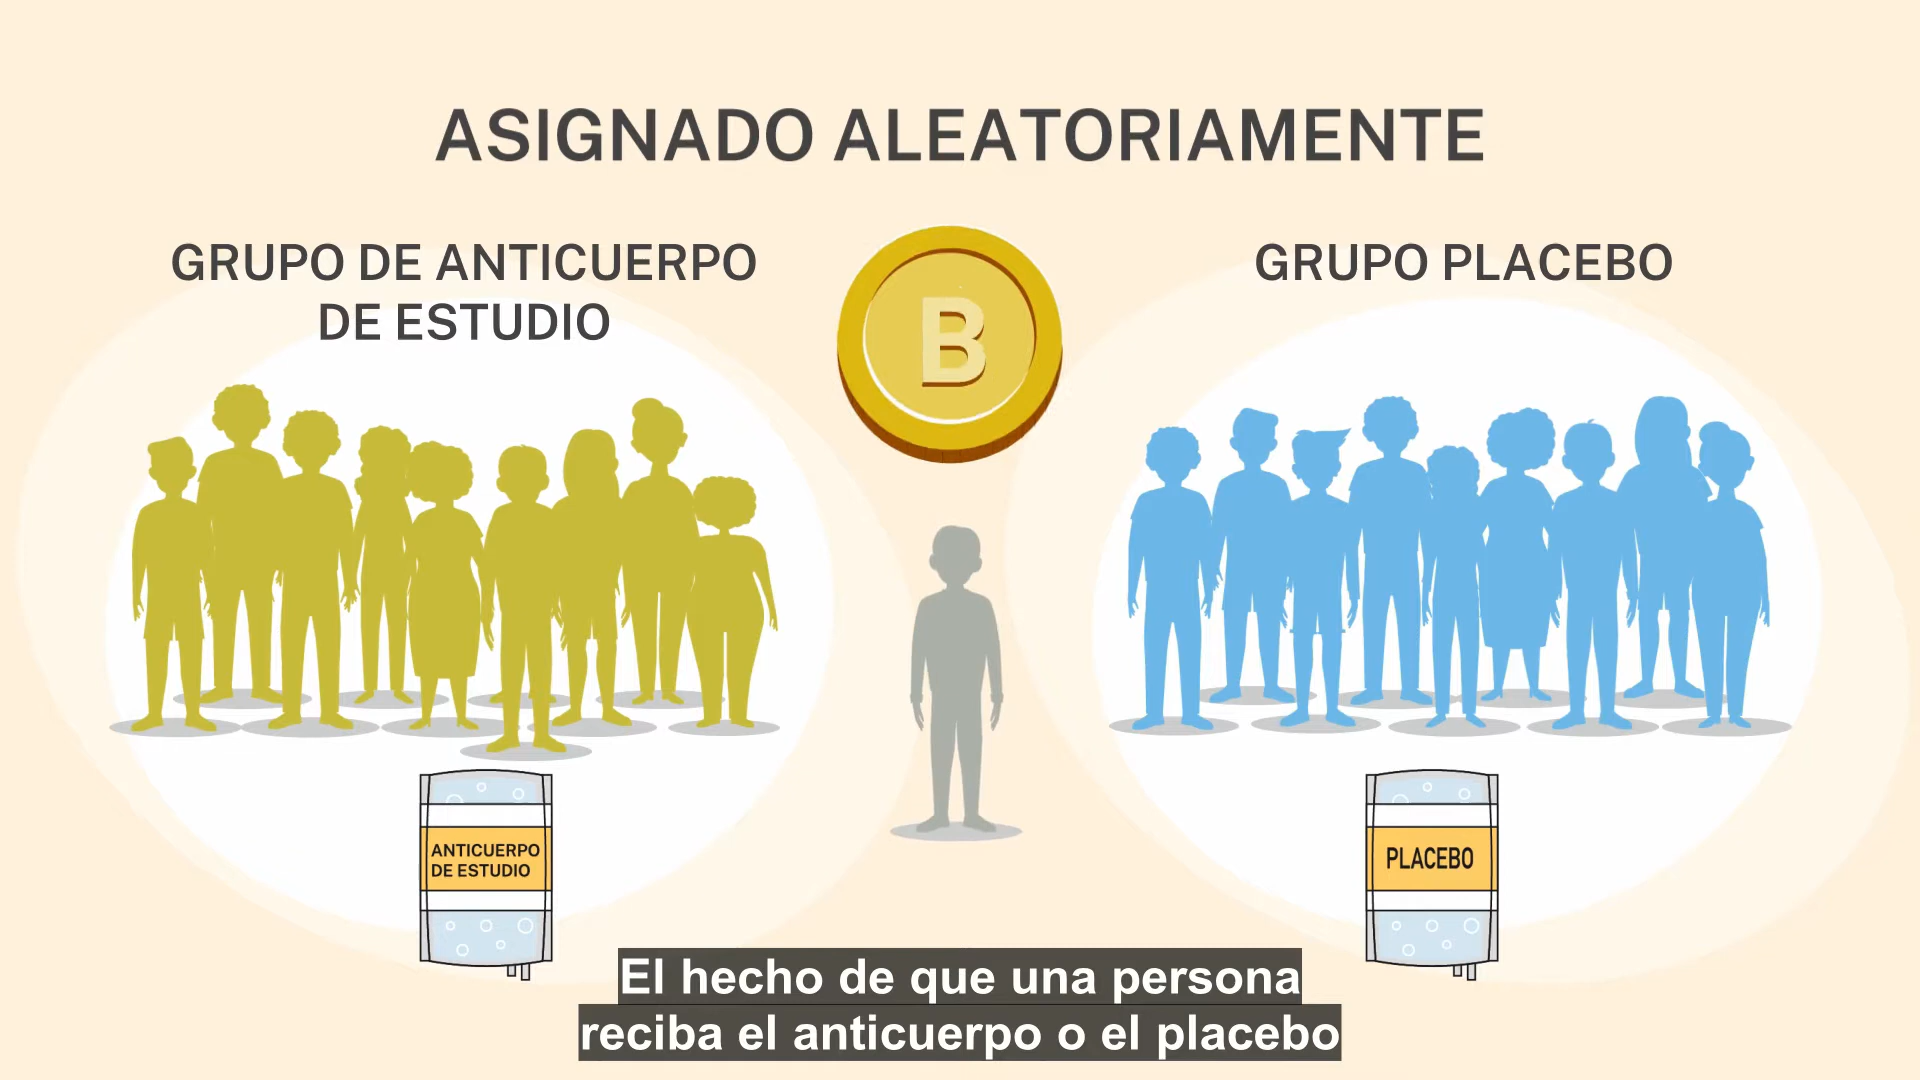 ASIGNADO ALEATORIAMENTE
GRUPO DE ANTICUERPO
DE ESTUDIO
B
GRUPO PLACEBO
ANTICUERPO
DE ESTUDIO
PLACEBO
El hecho de que una persona
reciba el anticuerpo o el placebo